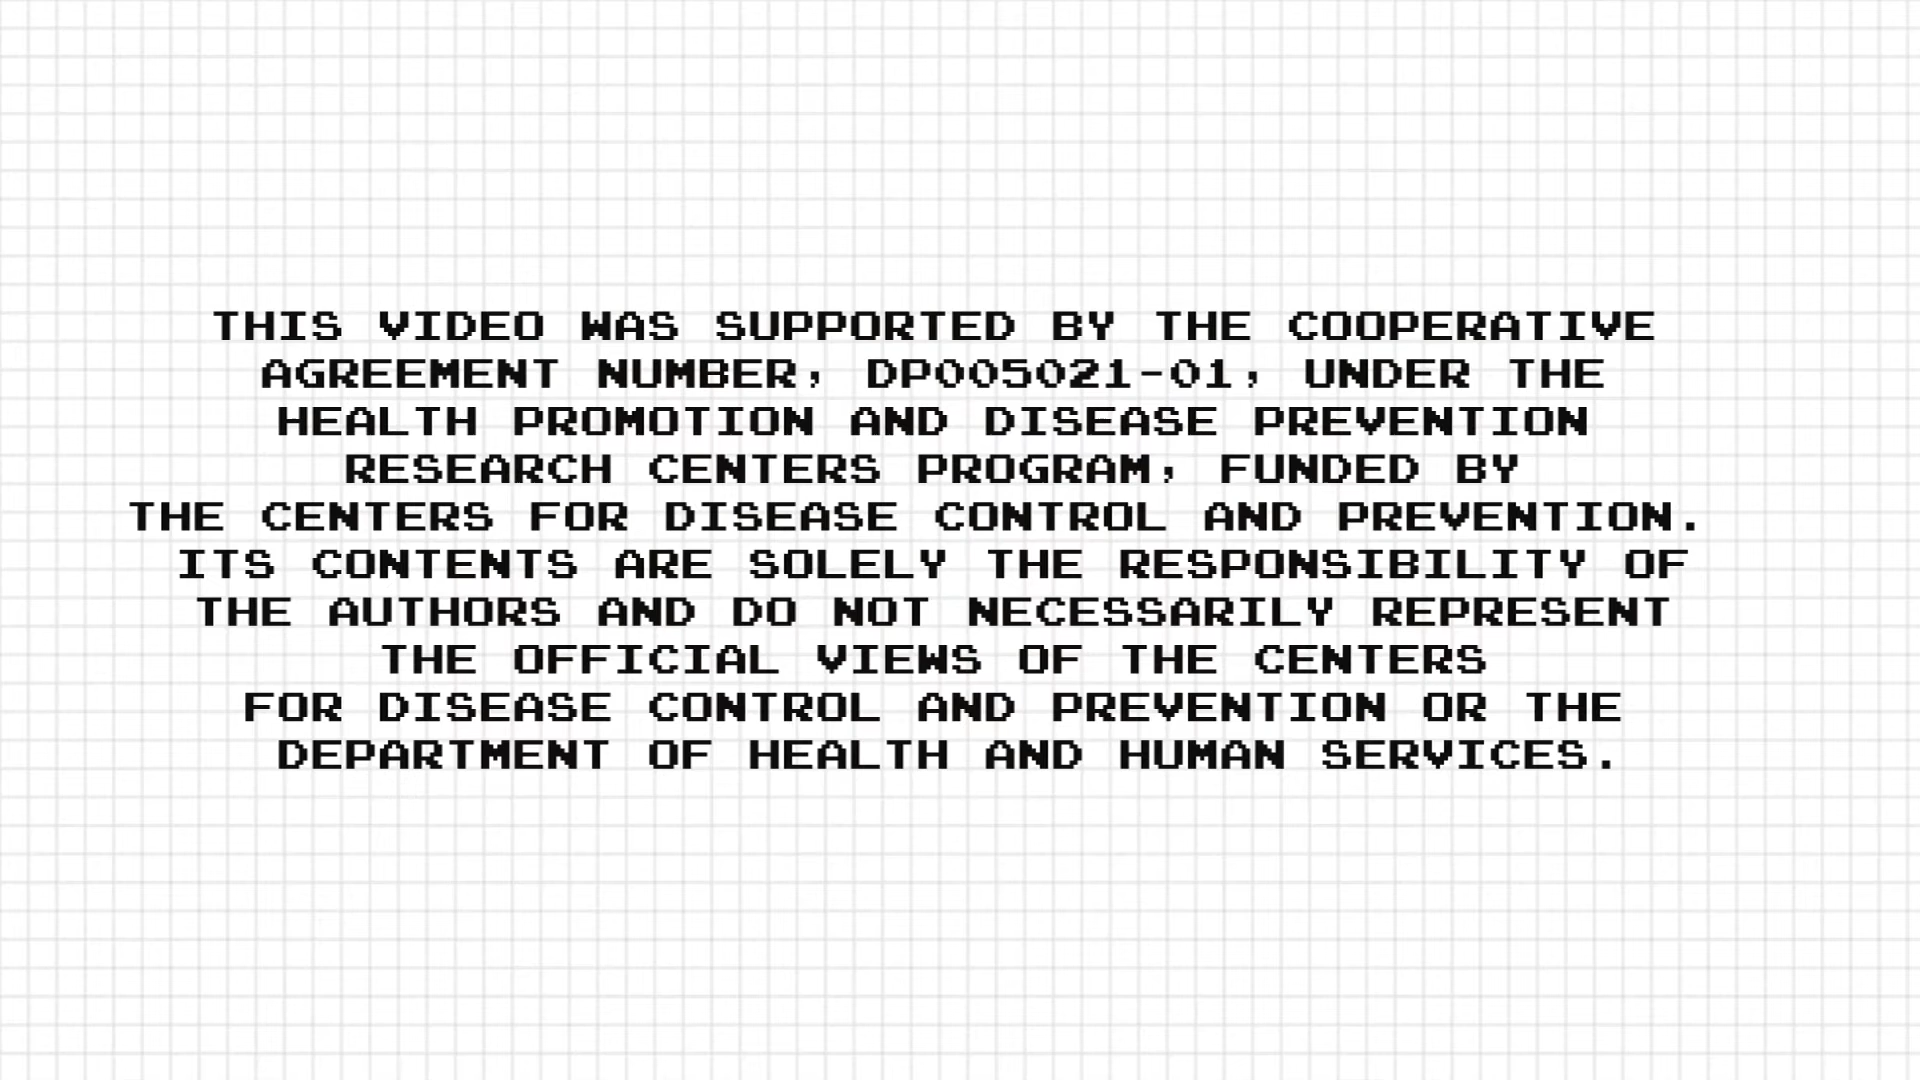 THIS VIDEO WAS SUPPORTED BY THE COOPERATIVE
AGREEMENT NUMBER, DP005021-01, UNDER THE
HEALTH PROMOTION AND DISEASE PREVENTION
RESEARCH CENTERS PROGRAM, FUNDED BY
THE CENTERS FOR DISEASE CONTROL AND PREVENTION.
ITS CONTENTS ARE SOLELY THE RESPONSIBILITY OF
THE AUTHORS AND DO NOT NECESSARILY REPRESENT
THE OFFICIAL VIEWS OF THE CENTERS
FOR DISEASE CONTROL AND PREVENTION OR THE
DEPARTMENT OF HEALTH AND HUMAN SERVICES.